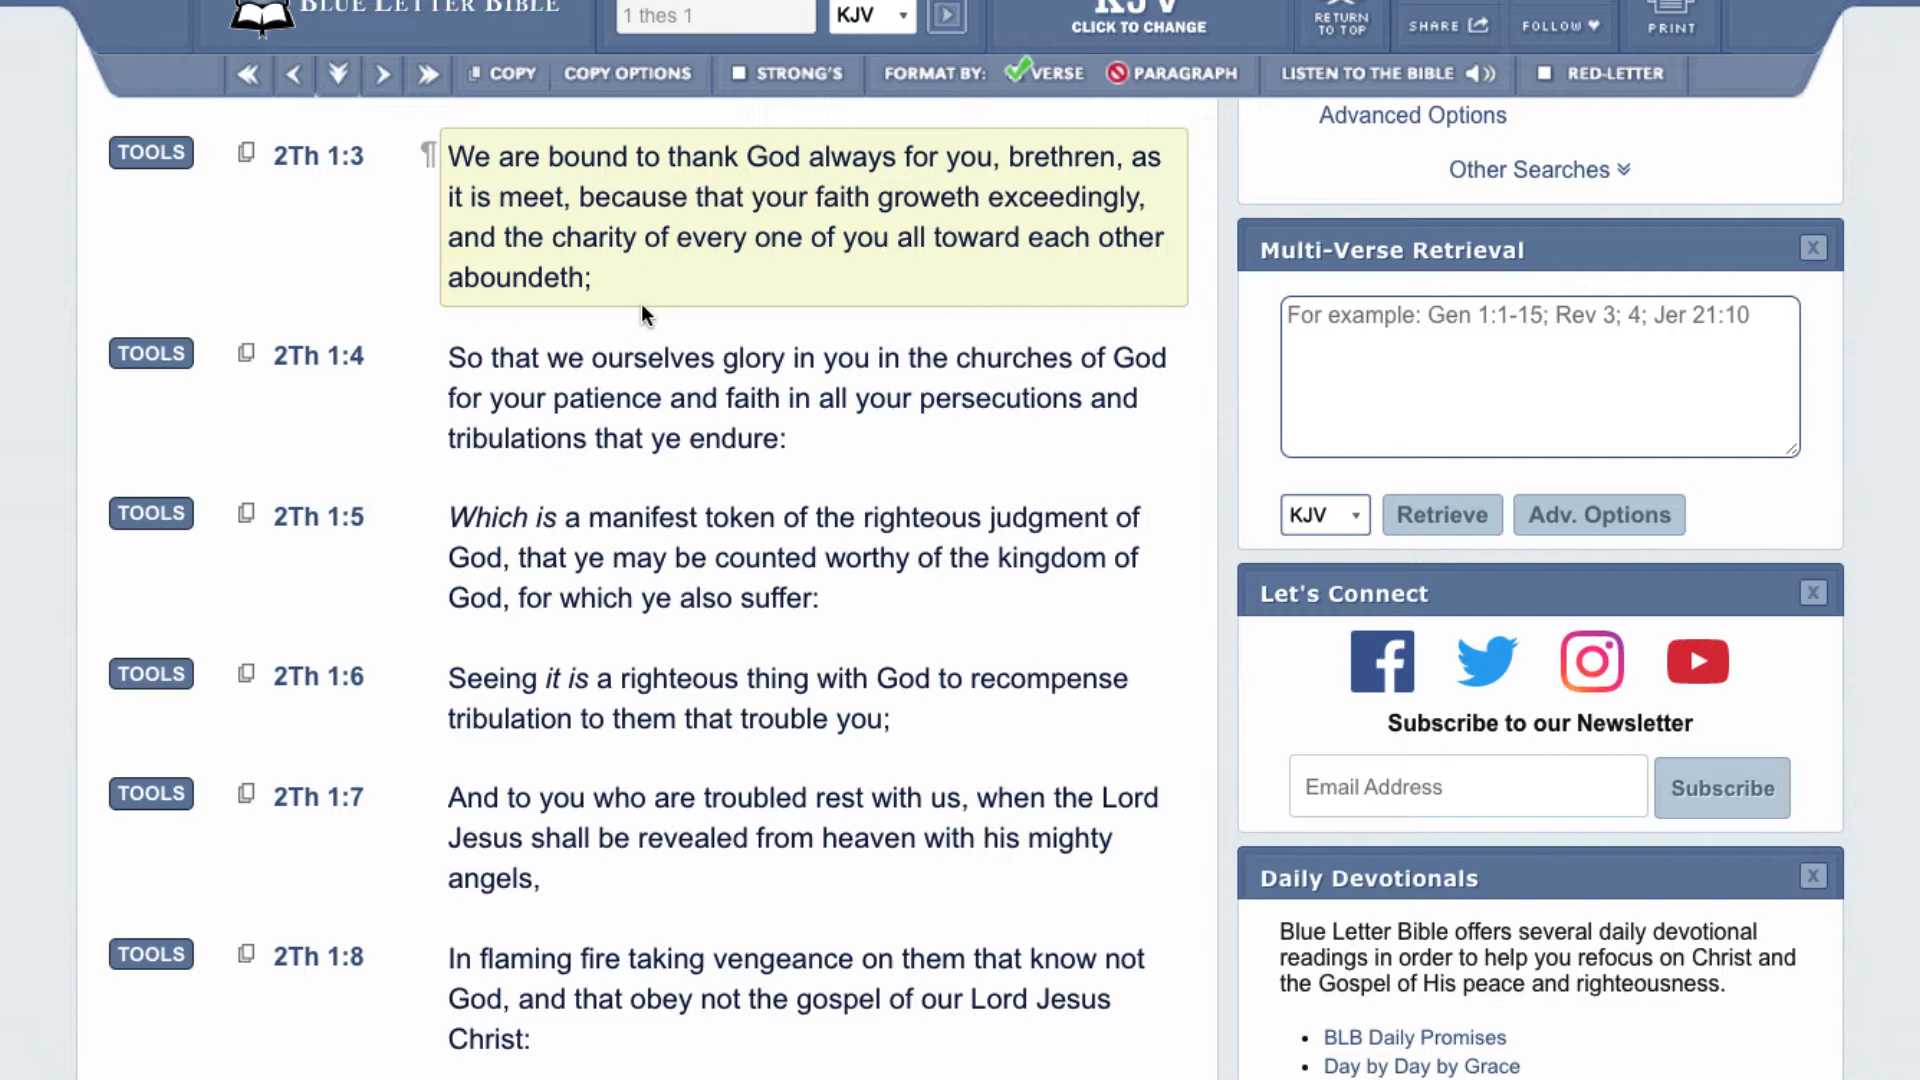 BLUE LETTER BIBLE
1 thes 1
KJV
KJV
CLICK TO CHANGE
RETURN
TO TOP
SHARE
FOLLOW
PRINT
COPY
COPY OPTIONS
STRONG'S
FORMAT BY:
VERSE
PARAGRAPH
LISTEN TO THE BIBLE
RED-LETTER
TOOLS
2Th 1:3
¶
We are bound to thank God always for you, brethren, as
it is meet, because that your faith groweth exceedingly,
and the charity of every one of you all toward each other
aboundeth;
TOOLS
2Th 1:4
So that we ourselves glory in you in the churches of God
for your patience and faith in all your persecutions and
tribulations that ye endure:
TOOLS
2Th 1:5
Which is a manifest token of the righteous judgment of
God, that ye may be counted worthy of the kingdom of
God, for which ye also suffer:
TOOLS
2Th 1:6
Seeing it is a righteous thing with God to recompense
tribulation to them that trouble you;
TOOLS
2Th 1:7
And to you who are troubled rest with us, when the Lord
Jesus shall be revealed from heaven with his mighty
angels,
TOOLS
2Th 1:8
In flaming fire taking vengeance on them that know not
God, and that obey not the gospel of our Lord Jesus
Christ:
Advanced Options
Other Searches
Multi-Verse Retrieval
X
For example: Gen 1:1-15; Rev 3; 4; Jer 21:10
KJV
Retrieve
Adv. Options
Let's Connect
X
Subscribe to our Newsletter
Email Address
Subscribe
Daily Devotionals
X
Blue Letter Bible offers several daily devotional
readings in order to help you refocus on Christ and
the Gospel of His peace and righteousness.
• BLB Daily Promises
• Day by Day by Grace